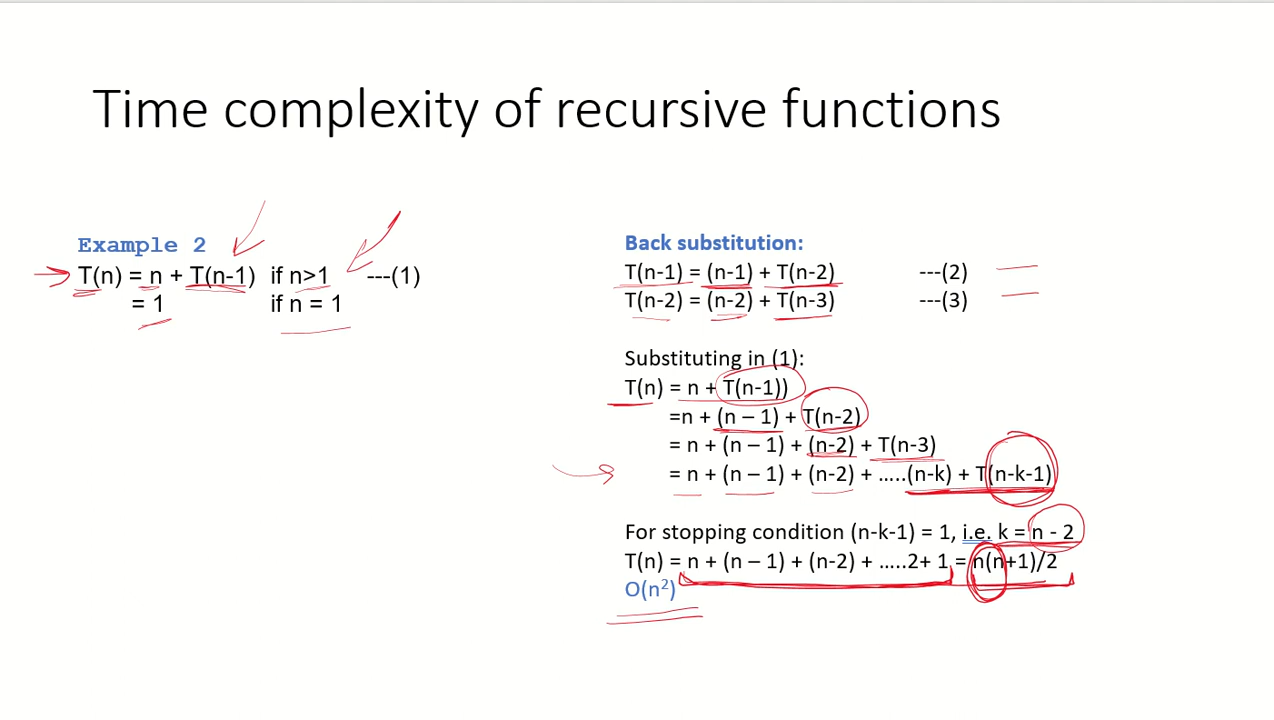 Time complexity of recursive functions
Example 2
T(n) = n + T(n-1) if n>1 ---(1)
= 1 if n = 1
Back substitution:
T(n-1) = (n-1) + T(n-2) ---(2)
T(n-2) = (n-2) + T(n-3) ---(3)
Substituting in (1):
T(n) = n + T(n-1))
=n + (n – 1) + T(n-2)
= n + (n – 1) + (n-2) + T(n-3)
= n + (n – 1) + (n-2) + …..(n-k) + T(n-k-1)
For stopping condition (n-k-1) = 1, i.e. k = n - 2
T(n) = n + (n – 1) + (n-2) + …..2+ 1 = n(n+1)/2
O(n²)